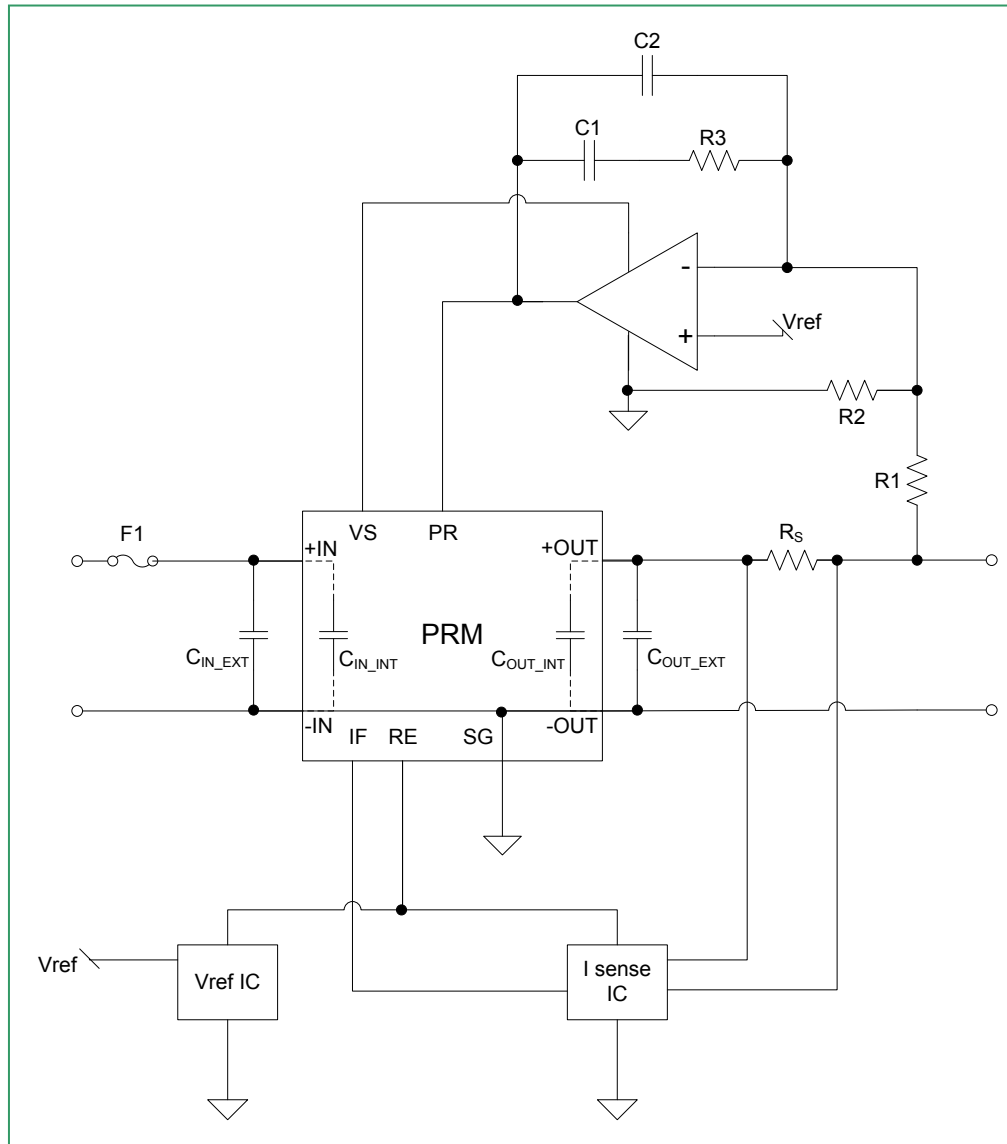 C2
C1
R3
-
+
Vref
R2
R1
F1
VS
PR
+IN
+OUT
RS
PRM
CIN_EXT
CIN_INT
COUT_INT
COUT_EXT
-IN
-OUT
IF
RE
SG
Vref
Vref IC
I sense
IC